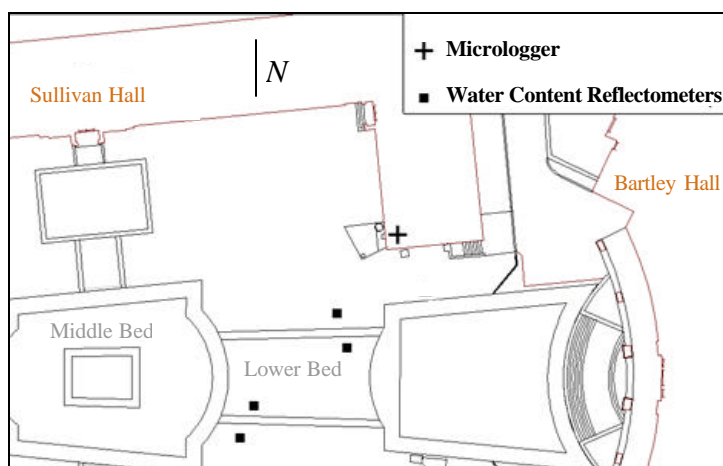 Micrologger
N
Sullivan Hall
Water Content Reflectometers
Bartley Hall
Middle Bed
Lower Bed